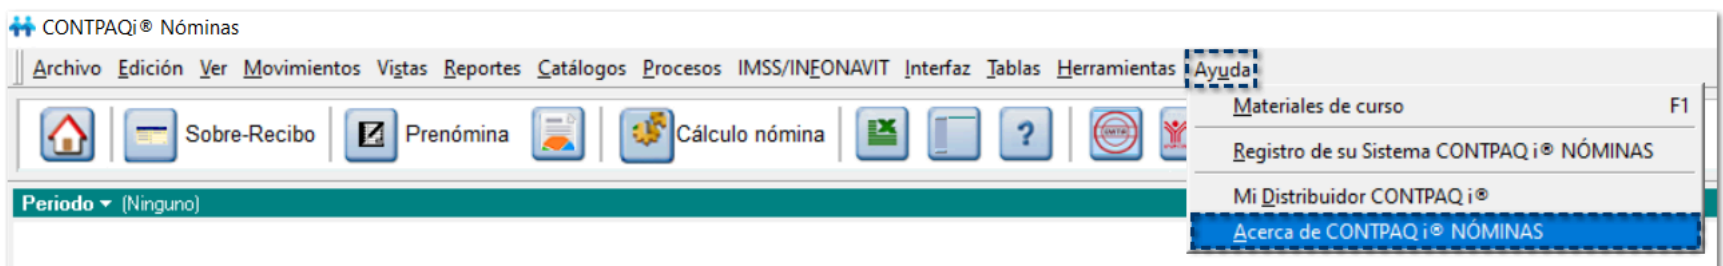 CONTPAQi® Nóminas
Archivo Edición Ver Movimientos Vistas Reportes Catálogos Procesos IMSS/INFONAVIT Interfaz Tablas Herramientas Ayuda
Materiales de curso F1
Sobre-Recibo Prenómina Cálculo nómina ?
Registro de su Sistema CONTPAQ i® NÓMINAS
Mi Distribuidor CONTPAQ i®
Periodo (Ninguno)
Acerca de CONTPAQ i® NÓMINAS